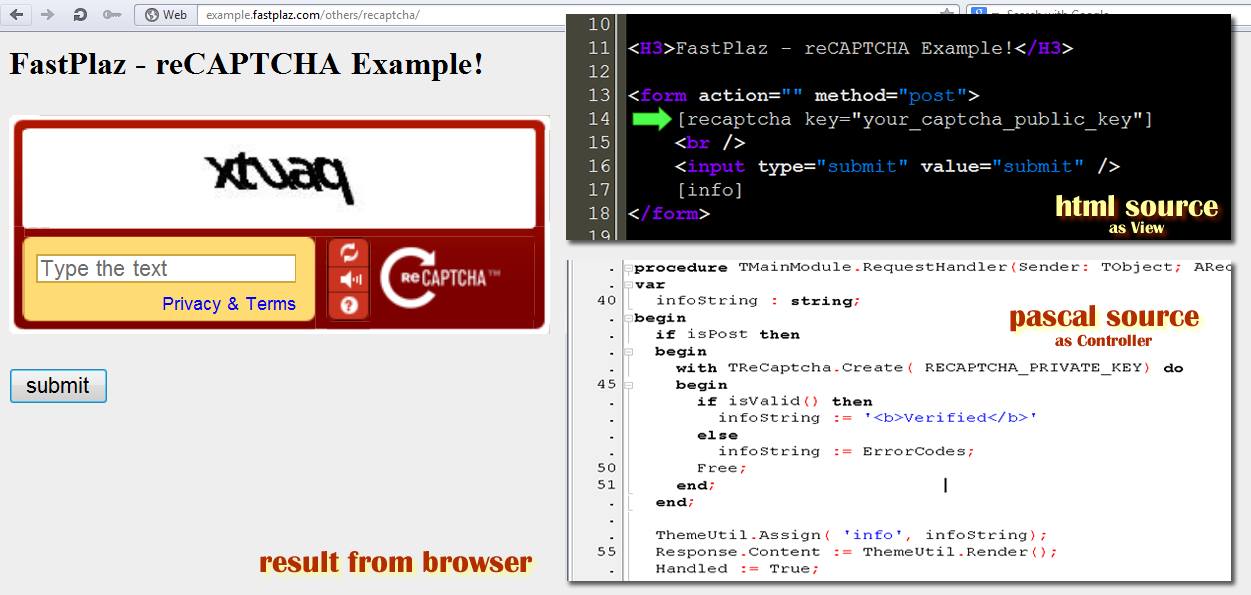 Web
example.fastplaz.com/others/recaptcha/
Search with Google
FastPlaz - reCAPTCHA Example!
xtuaq
Type the text
Privacy & Terms
reCAPTCHA™
submit
result from browser
10
11 <H3>FastPlaz - reCAPTCHA Example!</H3>
12
13 <form action="" method="post">
14 [recaptcha key="your_captcha_public_key"]
15 <br />
16 <input type="submit" value="submit" />
17 [info]
18 </form>
19
html source
as View
procedure TMainModule.RequestHandler(Sender: TObject; ARec
var
40 infoString : string;
begin
if isPost then
begin
with TReCaptcha.Create( RECAPTCHA_PRIVATE_KEY) do
45 begin
if isValid() then
infoString := '<b>Verified</b>'
else
infoString := ErrorCodes;
50 Free;
51 end;
end;
ThemeUtil.Assign( 'info', infoString);
55 Response.Content := ThemeUtil.Render();
Handled := True;
pascal source
as Controller